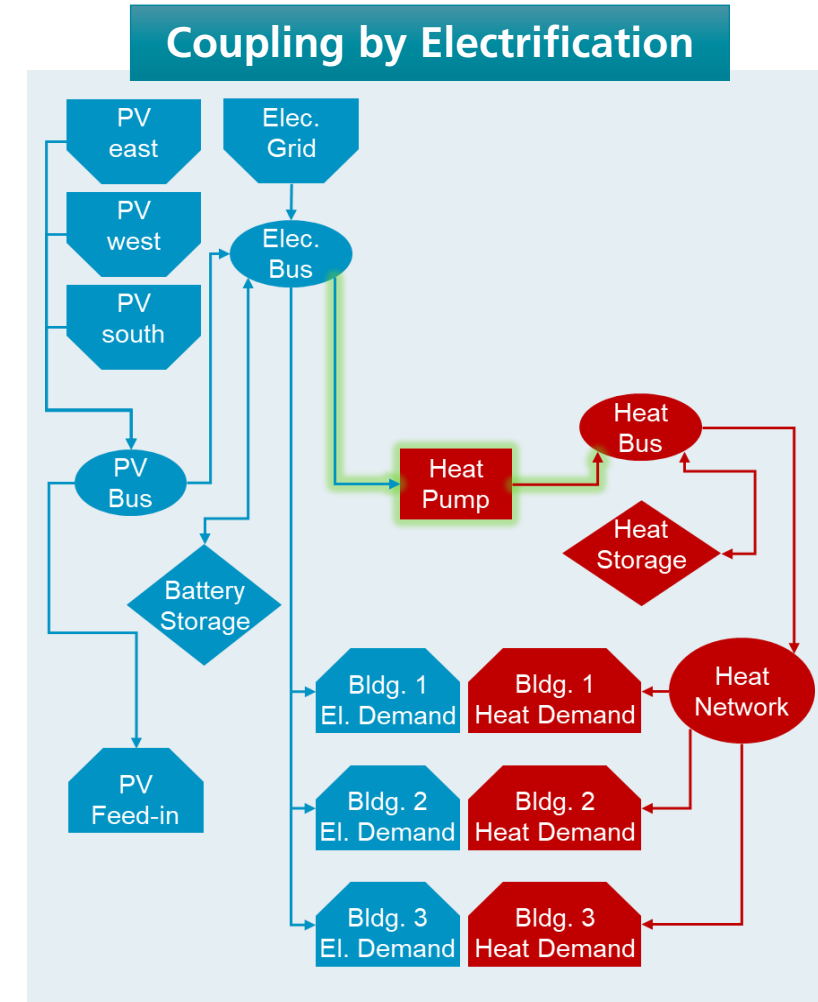 Coupling by Electrification
PV
east
Elec.
Grid
PV
west
Elec.
Bus
PV
south
Heat
Bus
PV
Bus
Heat
Pump
Heat
Storage
Battery
Storage
Bldg. 1
El. Demand
Bldg. 1
Heat Demand
Heat
Network
PV
Feed-in
Bldg. 2
El. Demand
Bldg. 2
Heat Demand
Bldg. 3
El. Demand
Bldg. 3
Heat Demand